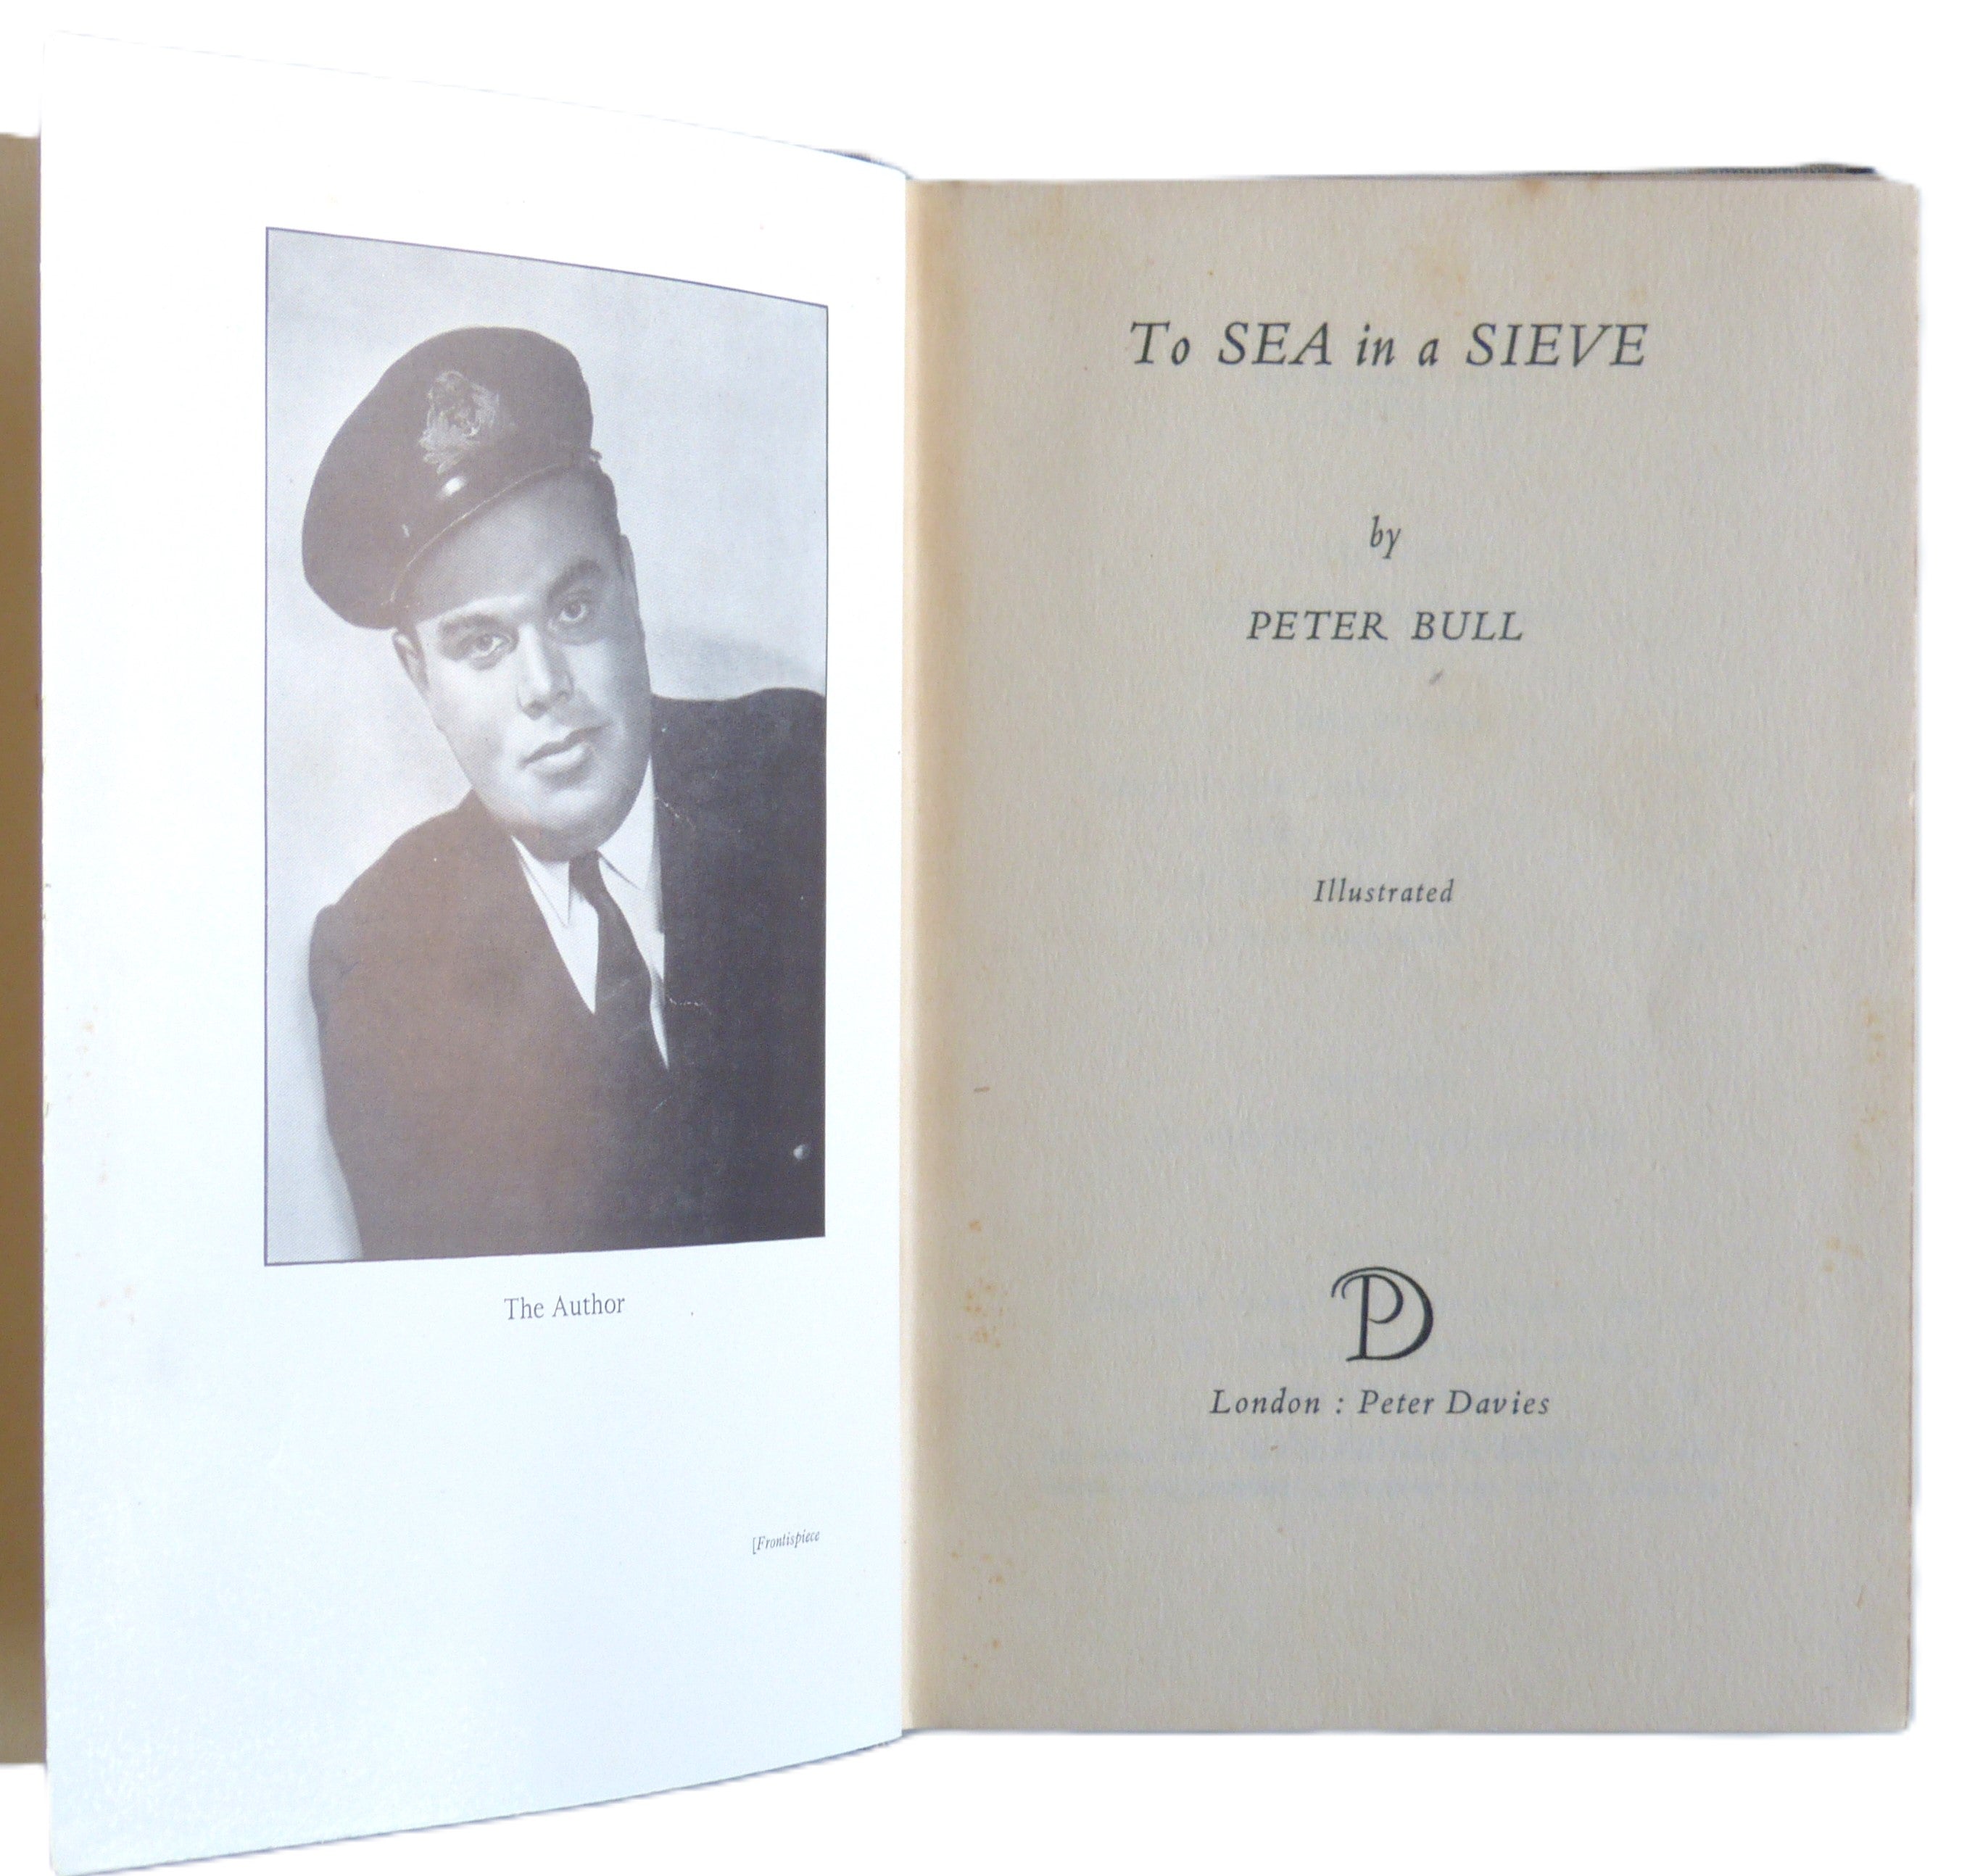 The Author
[Frontispiece
To SEA in a SIEVE
by
PETER BULL
Illustrated
PD
London : Peter Davies